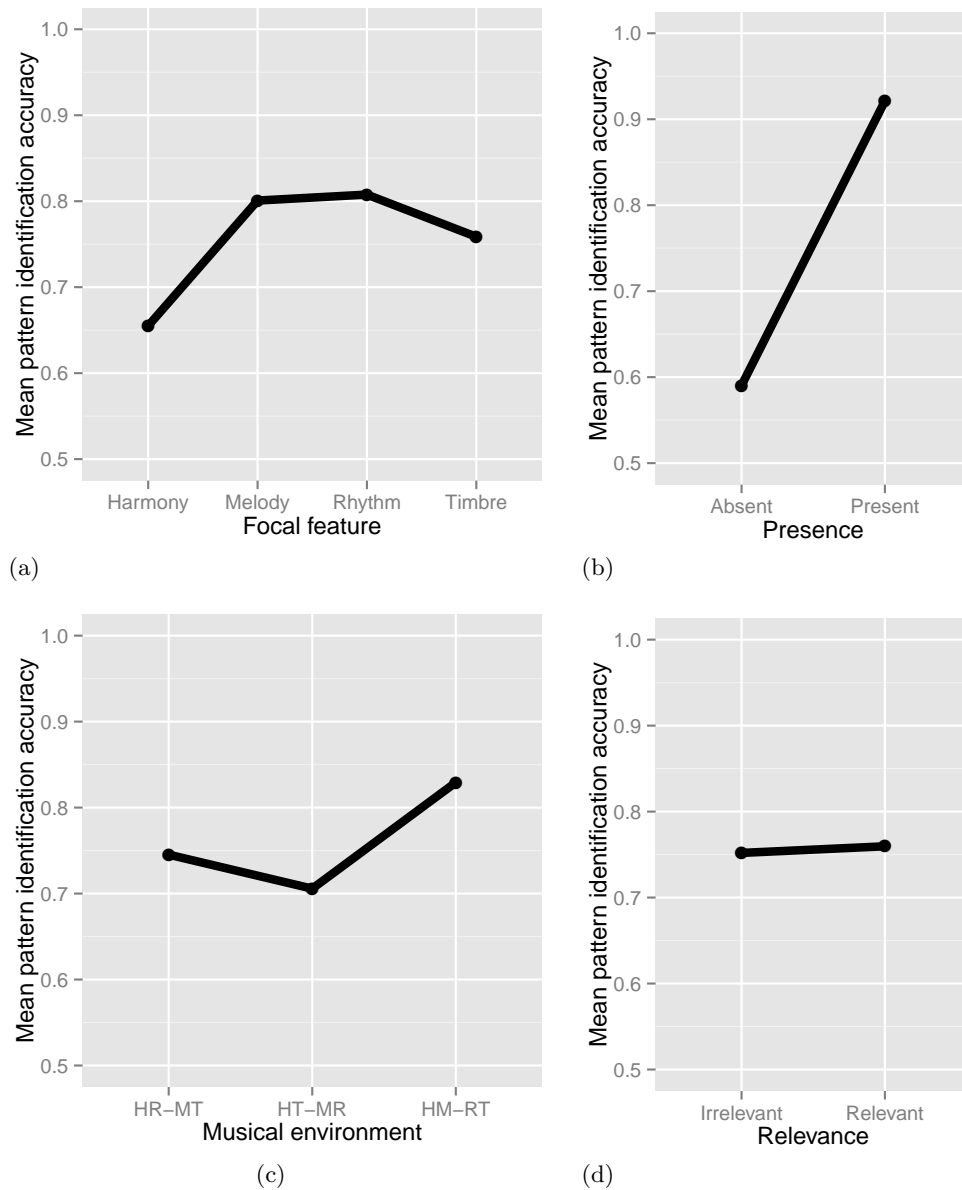 Mean pattern identification accuracy
1.0
0.9
0.8
0.7
0.6
0.5
Harmony Melody Rhythm Timbre
Focal feature
(a)
Mean pattern identification accuracy
1.0
0.9
0.8
0.7
0.6
0.5
Absent Present
Presence
(b)
Mean pattern identification accuracy
1.0
0.9
0.8
0.7
0.6
0.5
HR−MT HT−MR HM−RT
Musical environment
(c)
Mean pattern identification accuracy
1.0
0.9
0.8
0.7
0.6
0.5
Irrelevant Relevant
Relevance
(d)